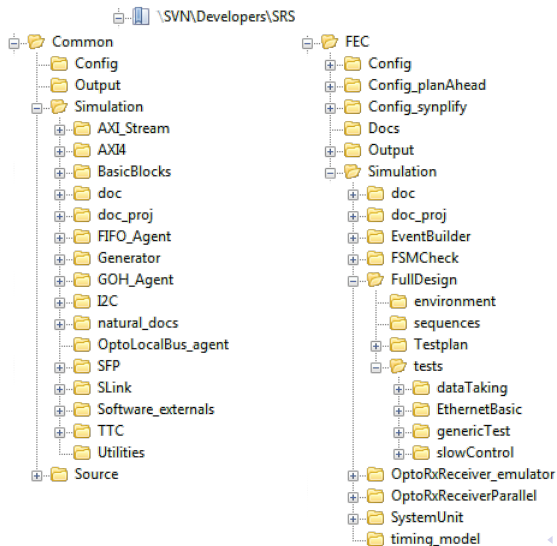 \SVN\Developers\SRS
Common
Config
Output
Simulation
AXI_Stream
AXI4
BasicBlocks
doc
doc_proj
FIFO_Agent
Generator
GOH_Agent
I2C
natural_docs
OptoLocalBus_agent
SFP
SLink
Software_externals
TTC
Utilities
Source
FEC
Config
Config_planAhead
Config_synplify
Docs
Output
Simulation
doc
doc_proj
EventBuilder
FSMCheck
FullDesign
environment
sequences
Testplan
tests
dataTaking
EthernetBasic
genericTest
slowControl
OptoRxReceiver_emulator
OptoRxReceiverParallel
SystemUnit
timing_model